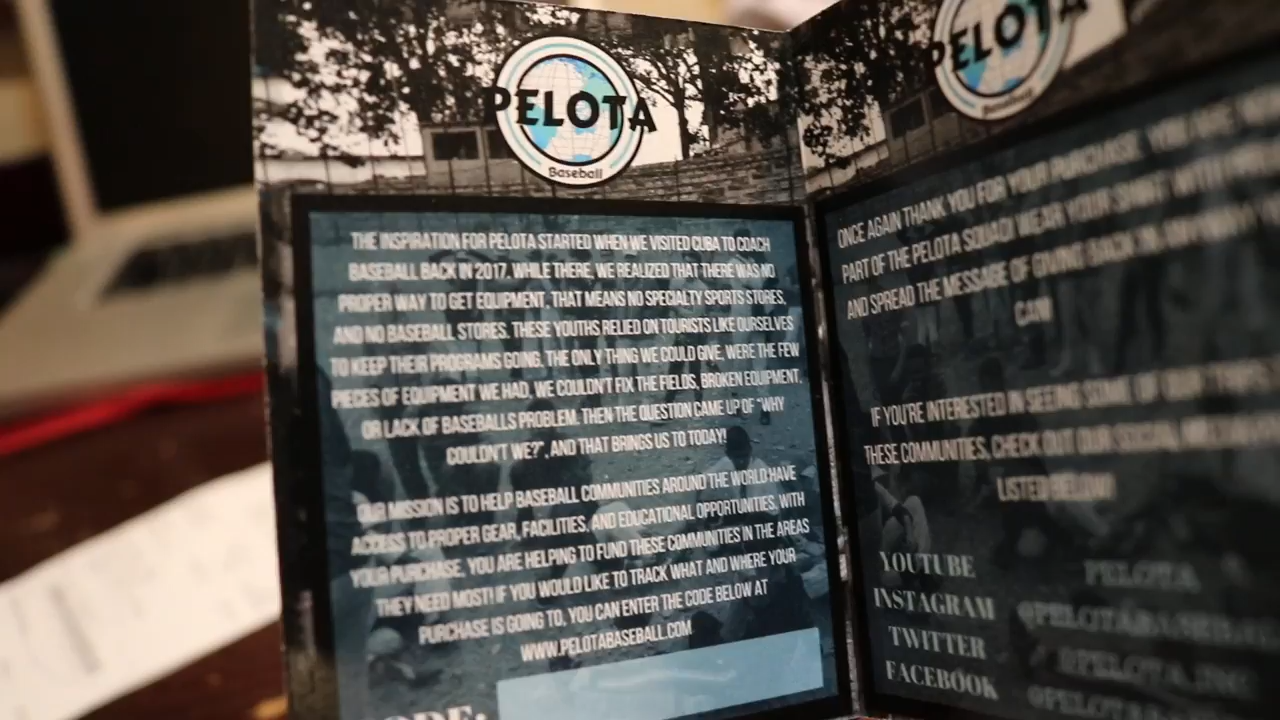 PELOTA
Baseball
THE INSPIRATION FOR PELOTA STARTED WHEN WE VISITED CUBA TO COACH
BASEBALL BACK IN 2017. WHILE THERE, WE REALIZED THAT THERE WAS NO
PROPER WAY TO GET EQUIPMENT, THAT MEANS NO SPECIALTY SPORTS STORES,
AND NO BASEBALL STORES. THESE YOUTHS RELIED ON TOURISTS LIKE OURSELVES
TO KEEP THEIR PROGRAMS GOING. THE ONLY THING WE COULD GIVE, WERE THE FEW
PIECES OF EQUIPMENT WE HAD, WE COULDN'T FIX THE FIELDS, BROKEN EQUIPMENT,
OR LACK OF BASEBALLS PROBLEM. THEN THE QUESTION CAME UP OF "WHY
COULDN'T WE?", AND THAT BRINGS US TO TODAY!
OUR MISSION IS TO HELP BASEBALL COMMUNITIES AROUND THE WORLD HAVE
ACCESS TO PROPER GEAR, FACILITIES, AND EDUCATIONAL OPPORTUNITIES, WITH
YOUR PURCHASE, YOU ARE HELPING TO FUND THESE COMMUNITIES IN THE AREAS
THEY NEED MOST! IF YOU WOULD LIKE TO TRACK WHAT AND WHERE YOUR
PURCHASE IS GOING TO, YOU CAN ENTER THE CODE BELOW AT
WWW.PELOTABASEBALL.COM
PELOTA
Baseball
ONCE AGAIN THANK YOU FOR YOUR PURCHASE. YOU ARE NOW
PART OF THE PELOTA SQUAD! WEAR YOUR SHIRT WITH PRIDE
AND SPREAD THE MESSAGE OF GIVING BACK IN ANYWAY YOU
CAN!
IF YOU'RE INTERESTED IN SEEING SOME OF OUR TRIPS
THESE COMMUNITIES, CHECK OUT OUR SOCIAL MEDIA
LISTED BELOW!
YOUTUBE PELOTA
INSTAGRAM
TWITTER @PELOTA.INC
FACEBOOK